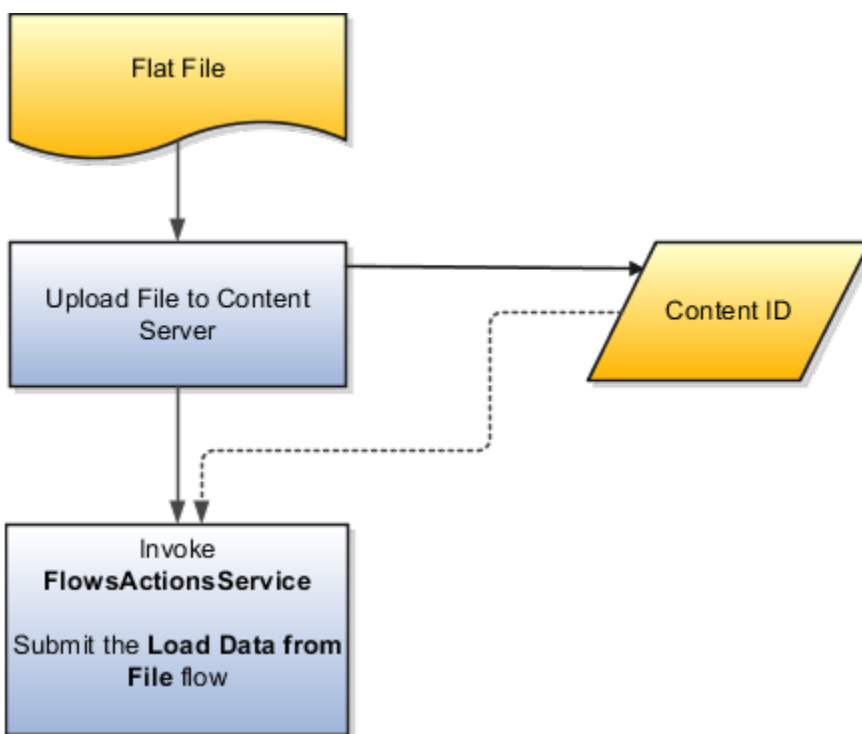 Flat File
Upload File to Content
Server
Content ID
Invoke
FlowsActionsService
Submit the Load Data from
File flow